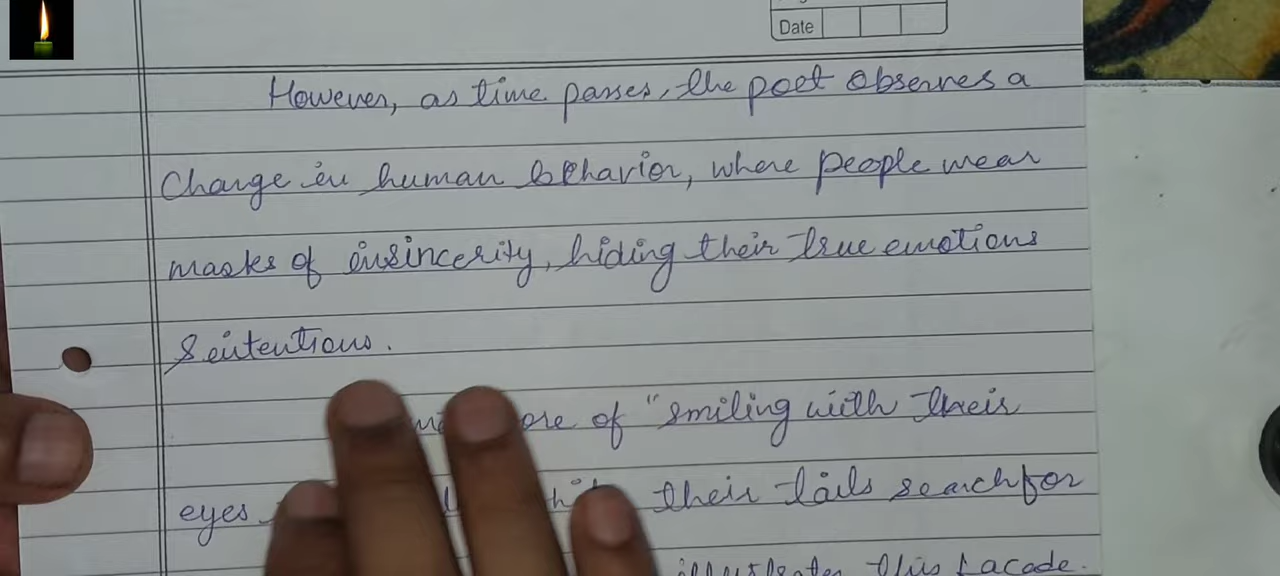 Date
However, as time passes, the poet observes a
Change in human behavior, where people wear
masks of insincerity, hiding their true emotions
& intentions.
of "smiling with their
eyes their tails search for
illustrates this facade.